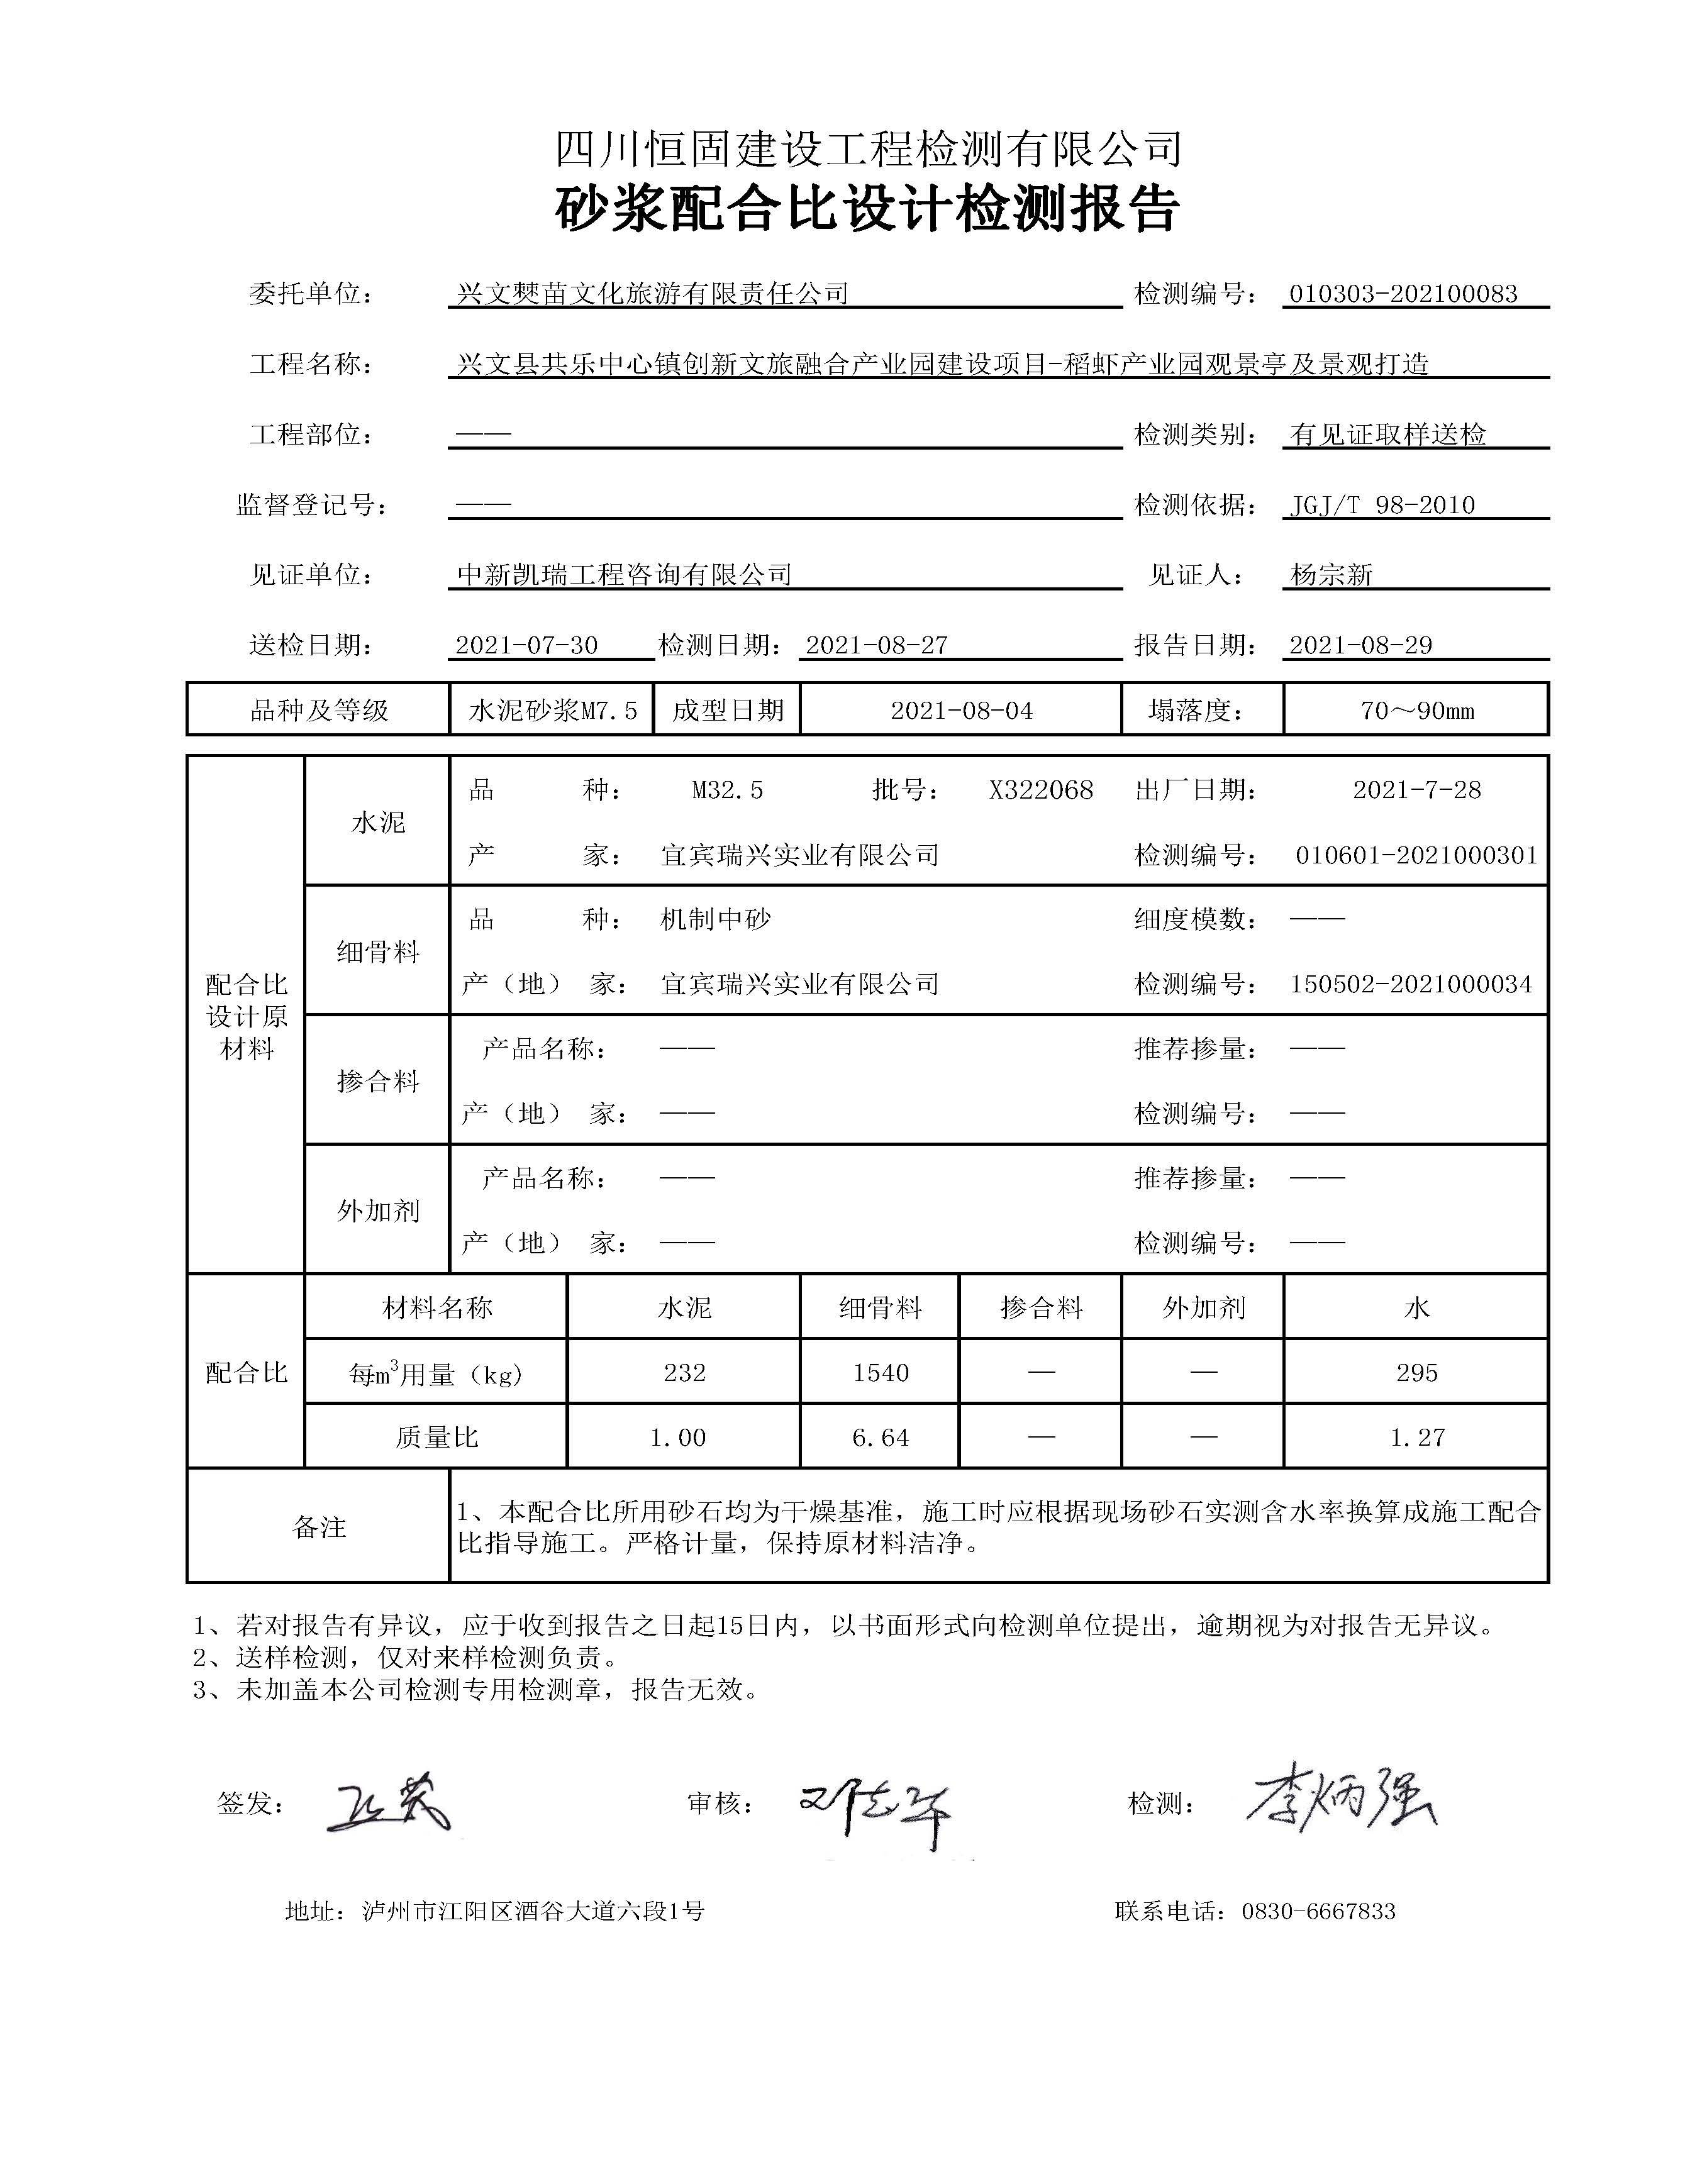 四川恒固建设工程检测有限公司
砂浆配合比设计检测报告
委托单位: 兴文僰苗文化旅游有限责任公司 检测编号: 010303-202100083
工程名称: 兴文县共乐中心镇创新文旅融合产业园建设项目-稻虾产业园观景亭及景观打造
工程部位: —— 检测类别: 有见证取样送检
监督登记号: —— 检测依据: JGJ/T 98-2010
见证单位: 中新凯瑞工程咨询有限公司 见证人: 杨宗新
送检日期: 2021-07-30 检测日期: 2021-08-27 报告日期: 2021-08-29
品种及等级 水泥砂浆M7.5 成型日期 2021-08-04 塌落度: 70～90mm
配合比设计原材料
水泥
品 种: M32.5 批号: X322068 出厂日期: 2021-7-28
产 家: 宜宾瑞兴实业有限公司 检测编号: 010601-2021000301
细骨料
品 种: 机制中砂 细度模数: ——
产（地） 家: 宜宾瑞兴实业有限公司 检测编号: 150502-2021000034
掺合料
产品名称: —— 推荐掺量: ——
产（地） 家: —— 检测编号: ——
外加剂
产品名称: —— 推荐掺量: ——
产（地） 家: —— 检测编号: ——
配合比
材料名称 水泥 细骨料 掺合料 外加剂 水
每m³用量（kg) 232 1540 — — 295
质量比 1.00 6.64 — — 1.27
备注
1、本配合比所用砂石均为干燥基准，施工时应根据现场砂石实测含水率换算成施工配合
比指导施工。严格计量，保持原材料洁净。
1、若对报告有异议，应于收到报告之日起15日内，以书面形式向检测单位提出，逾期视为对报告无异议。
2、送样检测，仅对来样检测负责。
3、未加盖本公司检测专用检测章，报告无效。
签发: 审核: 检测: 李炳强
地址: 泸州市江阳区酒谷大道六段1号 联系电话: 0830-6667833